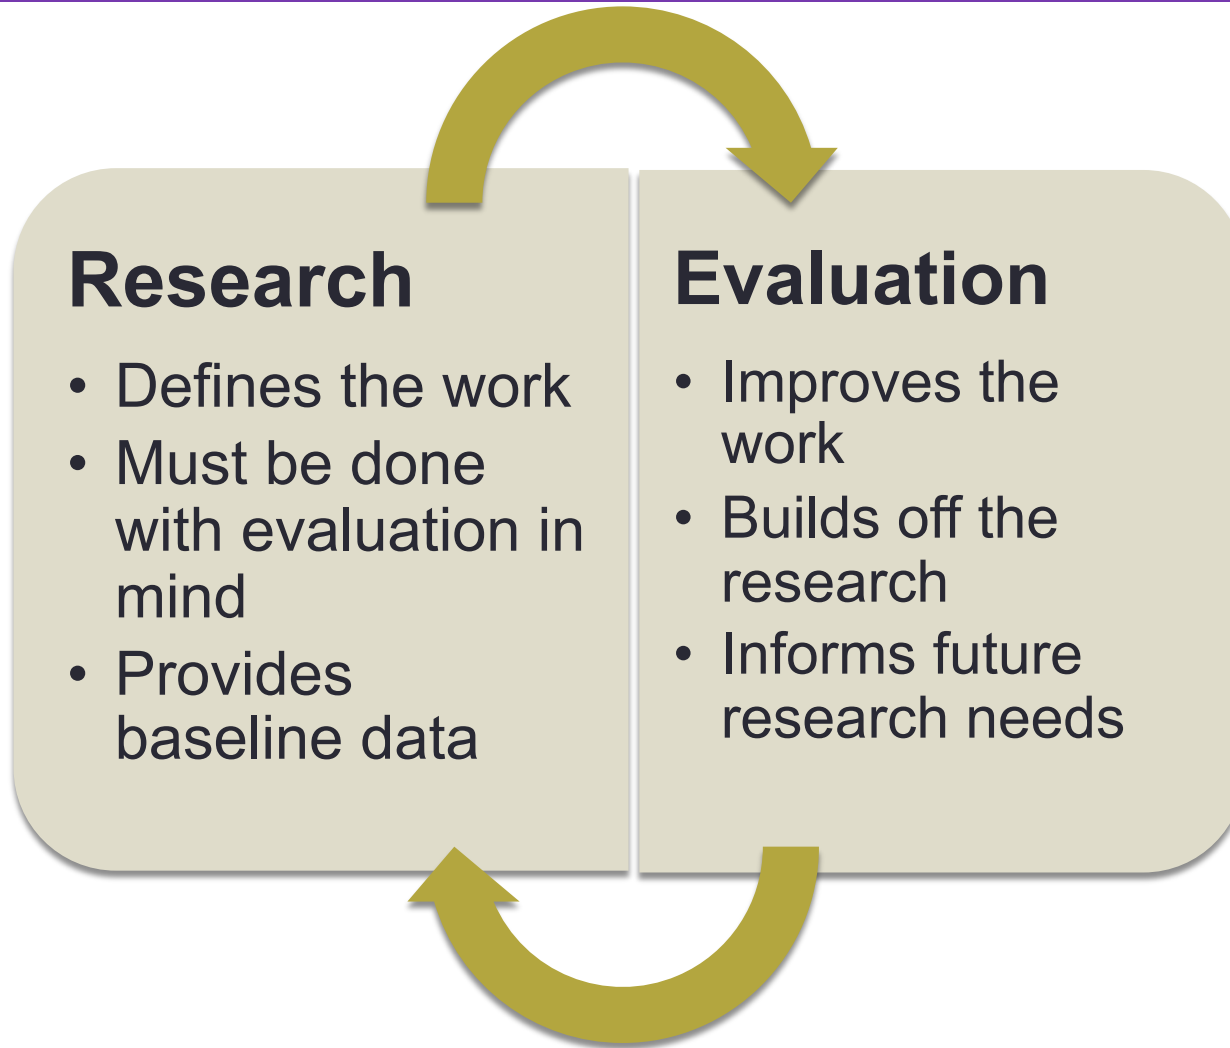 Research
• Defines the work
• Must be done
with evaluation in
mind
• Provides
baseline data
Evaluation
• Improves the
work
• Builds off the
research
• Informs future
research needs